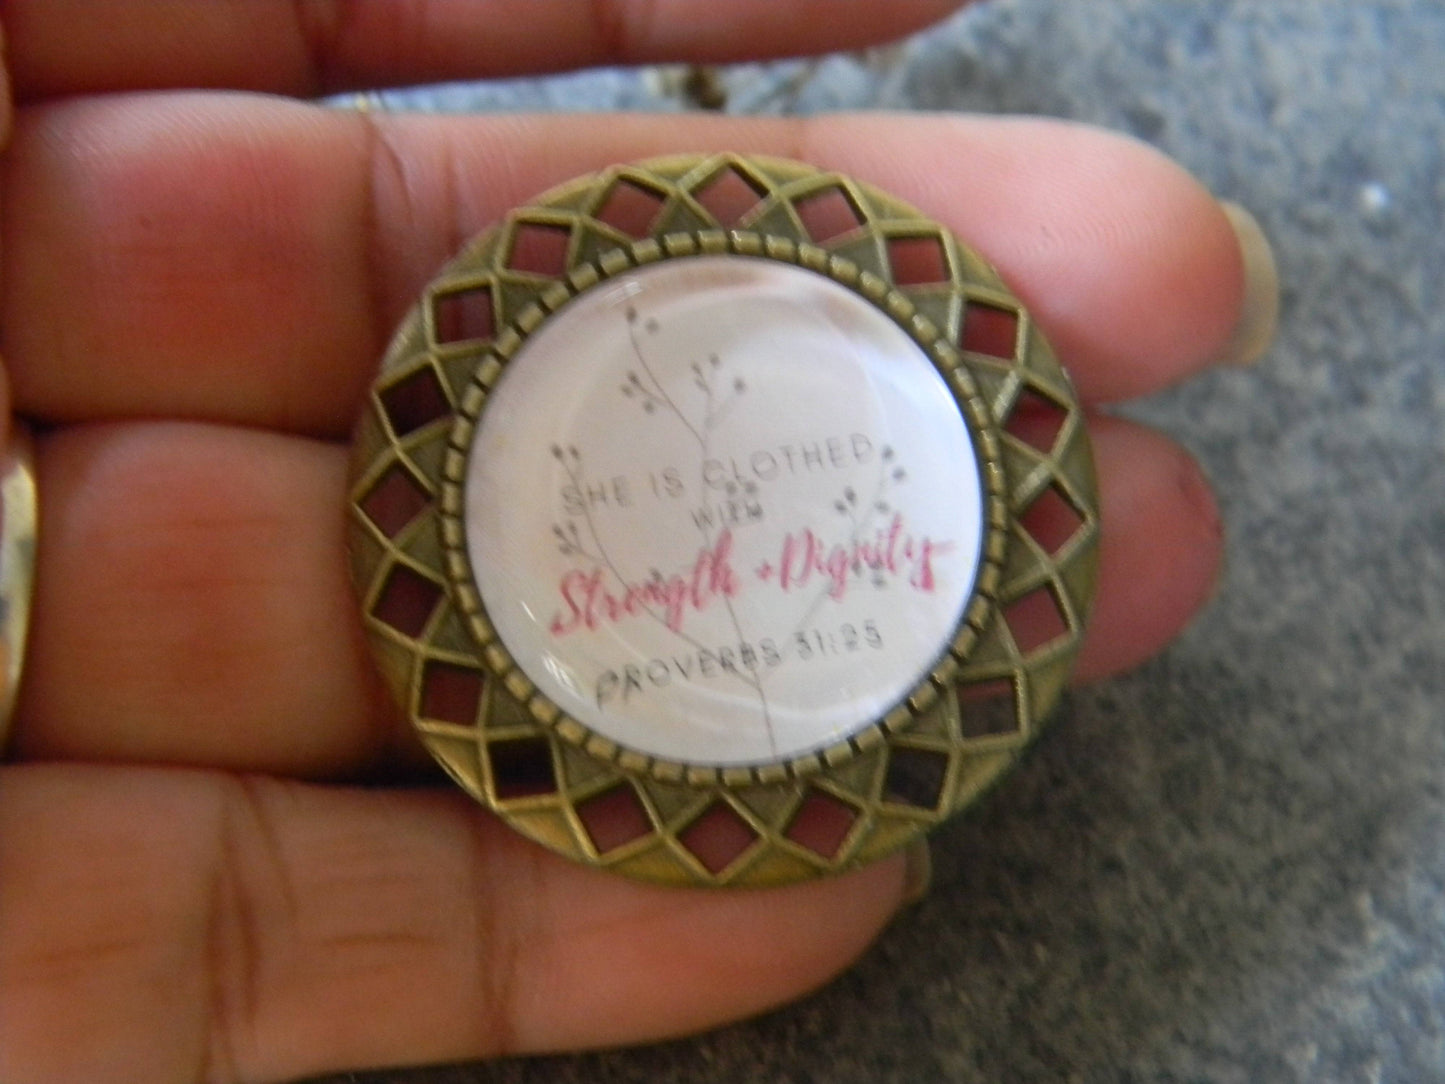 SHE IS CLOTHED
WITH
Strength + Dignity
PROVERBS 31:25